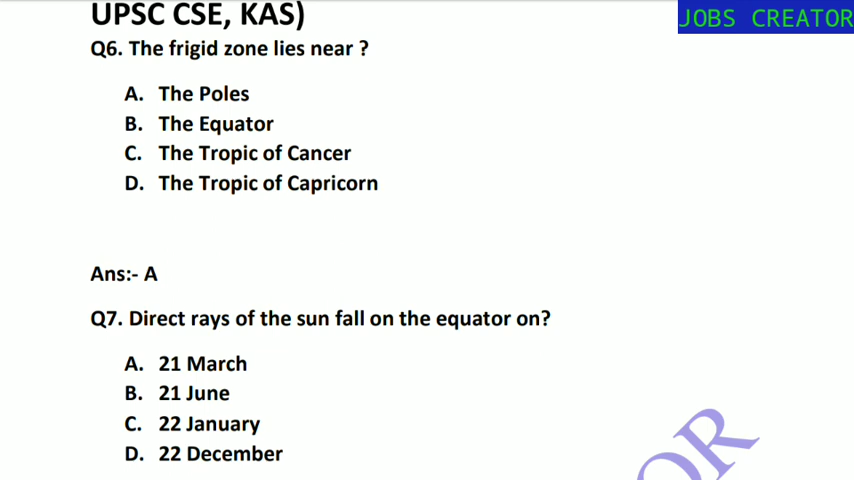 UPSC CSE, KAS)
JOBS CREATOR
Q6. The frigid zone lies near ?
A. The Poles
B. The Equator
C. The Tropic of Cancer
D. The Tropic of Capricorn
Ans:- A
Q7. Direct rays of the sun fall on the equator on?
A. 21 March
B. 21 June
C. 22 January
D. 22 December
OR